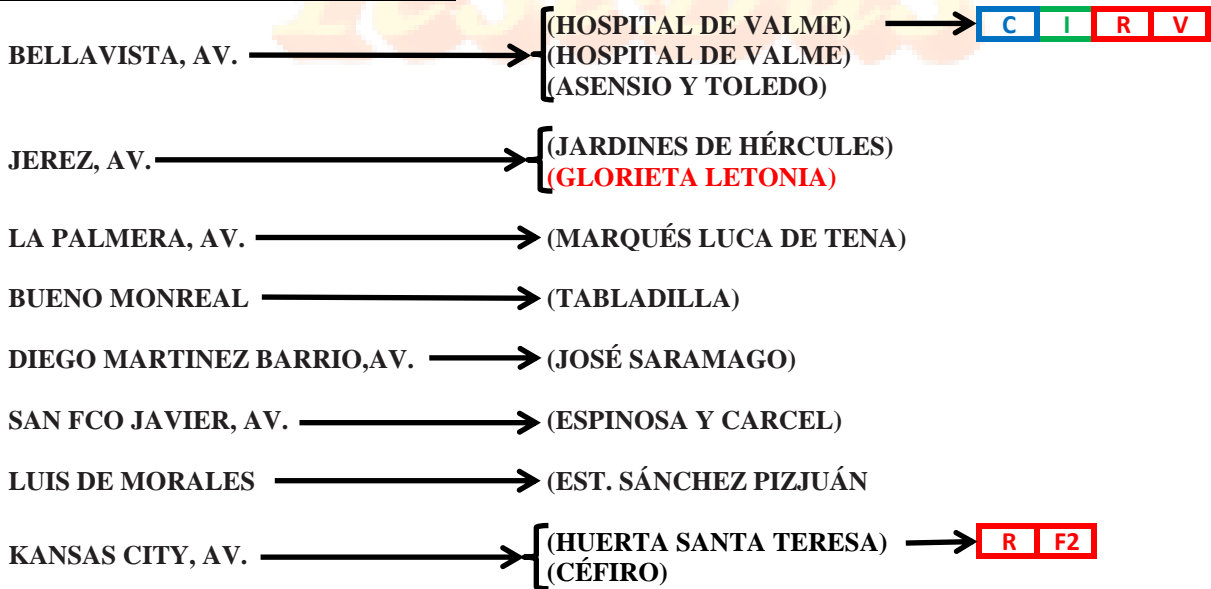 (HOSPITAL DE VALME) C I R V
BELLAVISTA, AV. (HOSPITAL DE VALME)
(ASENSIO Y TOLEDO)
JEREZ, AV. (JARDINES DE HÉRCULES)
(GLORIETA LETONIA)
LA PALMERA, AV. (MARQUÉS LUCA DE TENA)
BUENO MONREAL (TABLADILLA)
DIEGO MARTINEZ BARRIO,AV. (JOSÉ SARAMAGO)
SAN FCO JAVIER, AV. (ESPINOSA Y CARCEL)
LUIS DE MORALES (EST. SÁNCHEZ PIZJUÁN
KANSAS CITY, AV. (HUERTA SANTA TERESA) R F2
(CÉFIRO)